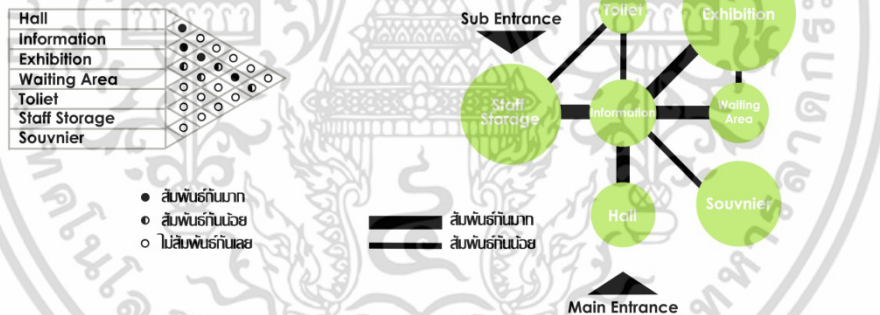 Hall
Information
Exhibition
Waiting Area
Toliet
Staff Storage
Souvnier
สัมพันธ์กันมาก
สัมพันธ์กันน้อย
ไม่สัมพันธ์กันเลย
Sub Entrance
Toliet
Exhibition
Staff
Storage
Information
Waiting
Area
Hall
Souvnier
สัมพันธ์กันมาก
สัมพันธ์กันน้อย
Main Entrance